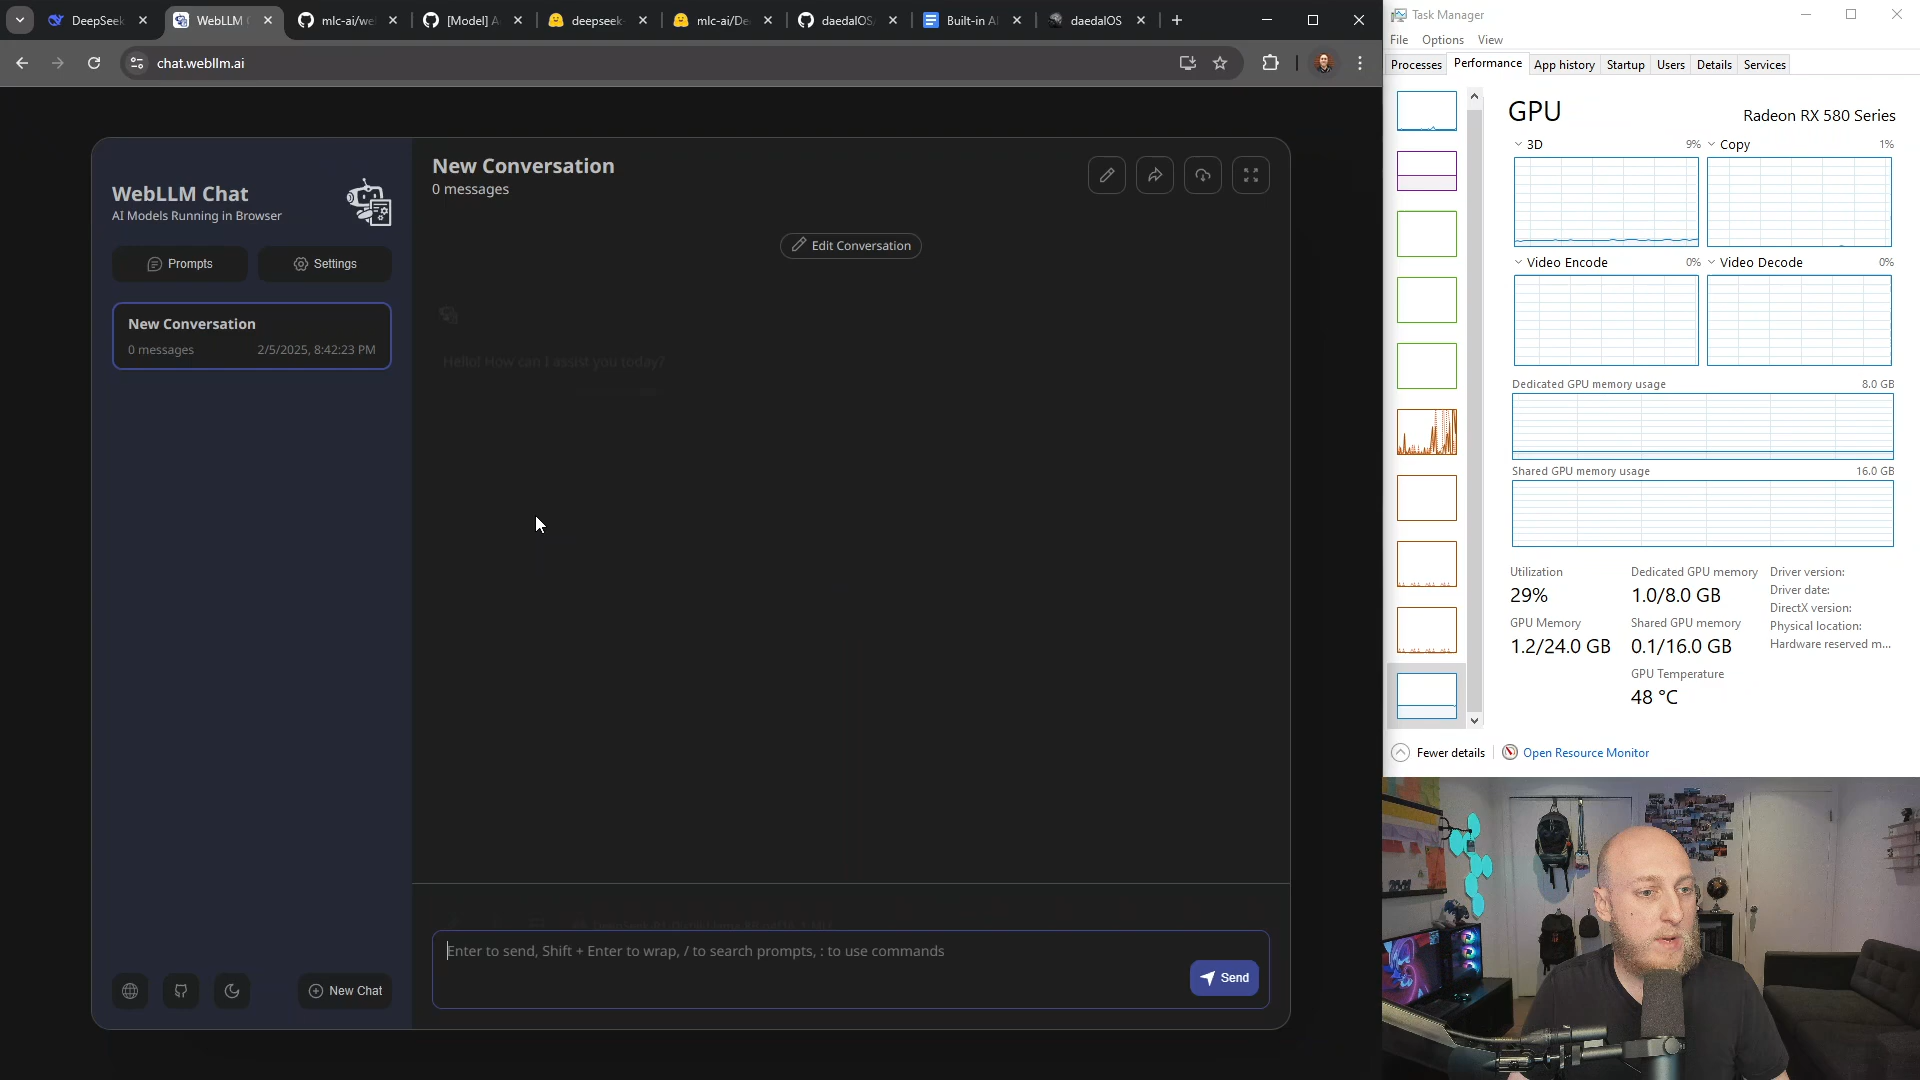 DeepSeek
WebLLM C
mlc-ai/we
[Model] A
deepseek-
mlc-ai/De
daedalOS/
Built-in AI
daedalOS
chat.webllm.ai
WebLLM Chat
AI Models Running in Browser
Prompts
Settings
New Conversation
0 messages
2/5/2025, 8:42:23 PM
New Chat
New Conversation
0 messages
Edit Conversation
Hello! How can I assist you today?
Enter to send, Shift + Enter to wrap, / to search prompts, : to use commands
Send
Task Manager
File Options View
Processes Performance App history Startup Users Details Services
GPU
Radeon RX 580 Series
3D 9% Copy 1%
Video Encode 0% Video Decode 0%
Dedicated GPU memory usage 8.0 GB
Shared GPU memory usage 16.0 GB
Utilization
29%
GPU Memory
1.2/24.0 GB
Dedicated GPU memory
1.0/8.0 GB
Shared GPU memory
0.1/16.0 GB
GPU Temperature
48 °C
Driver version:
Driver date:
DirectX version:
Physical location:
Hardware reserved m...
Fewer details
Open Resource Monitor